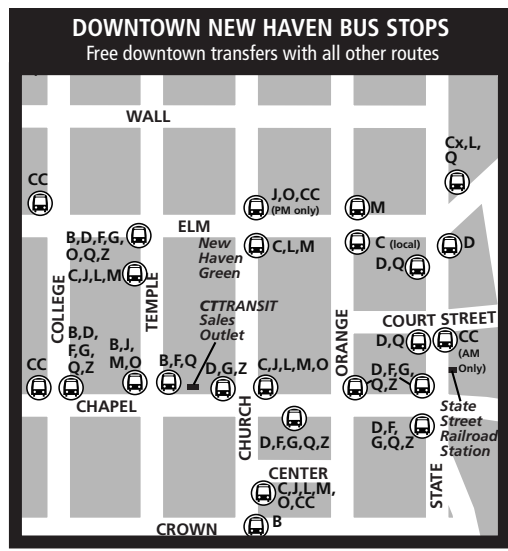 DOWNTOWN NEW HAVEN BUS STOPS
Free downtown transfers with all other routes
WALL
Cx,L,
Q
CC
J,O,CC
(PM only)
M
ELM
B,D,F,G,
O,Q,Z
New
Haven
Green
C,L,M
C (local)
D
D,Q
C,J,L,M
COLLEGE
TEMPLE
CTTRANSIT
Sales
Outlet
ORANGE
COURT STREET
D,Q
CC
(AM
Only)
B,D,
F,G,
Q,Z
B,J,
M,O
B,F,Q
D,G,Z
C,J,L,M,O
D,F,G,
Q,Z
CC
CHAPEL
CHURCH
State
Street
Railroad
Station
D,F,G,Q,Z
D,F,
G,Q,Z
CENTER
C,J,L,M,
O,CC
STATE
CROWN
B